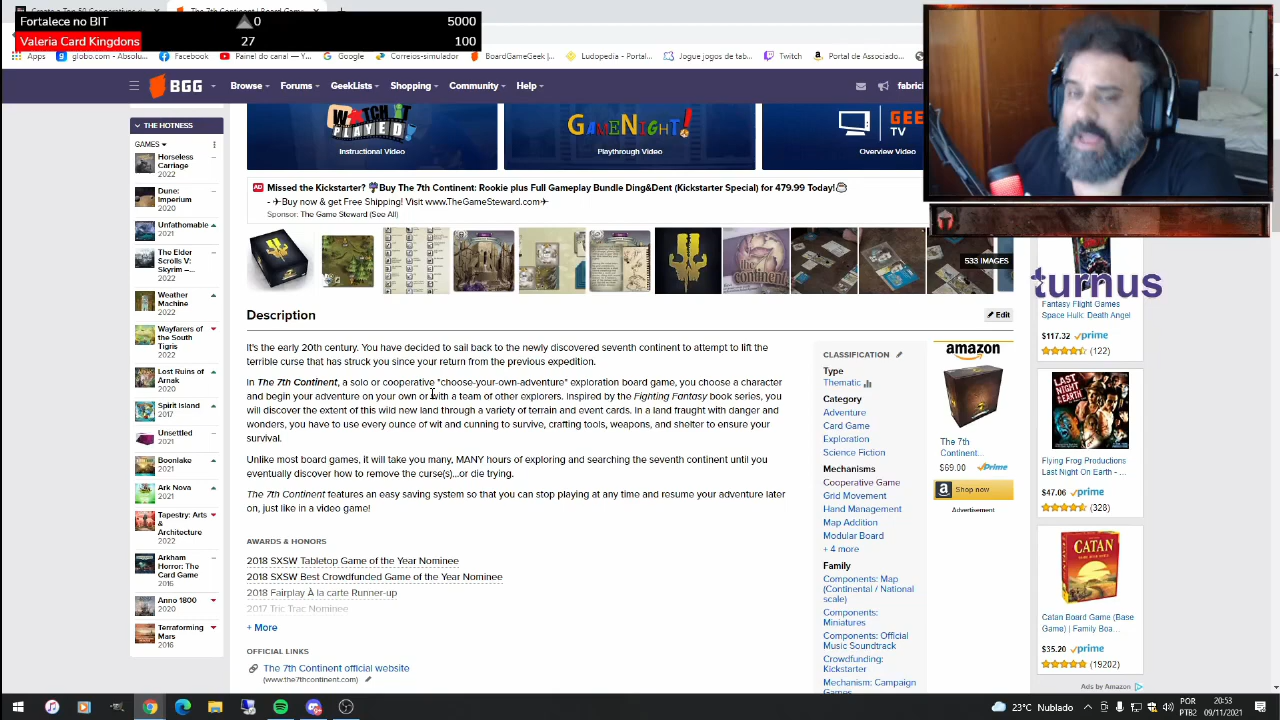 Create a Top 50 Cooperative
The 7th Continent | Board Game
Fortalece no BIT 0 5000
Valeria Card Kingdons 27 100
Apps globo.com - Absolu... Facebook Painel do canal — Y... Google Correios-simulador BoardGameGeek |... Ludopedia - Portal... Jogue jogos de tab... Twitch Portal de Associado...
BGG Browse Forums GeekLists Shopping Community Help fabrici
THE HOTNESS
GAMES
Horseless
Carriage
2022
Dune:
Imperium
2020
Unfathomable
2021
The Elder
Scrolls V:
Skyrim –...
2022
Weather
Machine
2022
Wayfarers of
the South
Tigris
2022
Lost Ruins of
Arnak
2020
Spirit Island
2017
Unsettled
2021
Boonlake
2021
Ark Nova
2021
Tapestry: Arts
&
Architecture
2022
Arkham
Horror: The
Card Game
2016
Anno 1800
2020
Terraforming
Mars
2016
WATCH IT PLAYED!
Instructional Video
GAMENIGHT!
Playthrough Video
GEE
TV
Overview Video
AD Missed the Kickstarter? Buy The 7th Continent: Rookie plus Full Gameplay Bundle Ding&Dent (Kickstarter Special) for 479.99 Today!
- ✈Buy now & get Free Shipping! Visit www.TheGameSteward.com✈
Sponsor: The Game Steward (See All)
533 IMAGES
Description
Edit
It's the early 20th century. You have decided to sail back to the newly discovered seventh continent to attempt to lift the
terrible curse that has struck you since your return from the previous expedition.
In The 7th Continent, a solo or cooperative "choose-your-own-adventure" exploration board game, you choose a character
and begin your adventure on your own or with a team of other explorers. Inspired by the Fighting Fantasy book series, you
will discover the extent of this wild new land through a variety of terrain and event cards. In a land fraught with danger and
wonders, you have to use every ounce of wit and cunning to survive, crafting tools, weapons, and shelter to ensure your
survival.
Unlike most board games, it will take you many, MANY hours of exploring and searching the seventh continent until you
eventually discover how to remove the curse(s)...or die trying.
The 7th Continent features an easy saving system so that you can stop playing at any time and resume your adventure later
on, just like in a video game!
AWARDS & HONORS
2018 SXSW Tabletop Game of the Year Nominee
2018 SXSW Best Crowdfunded Game of the Year Nominee
2018 Fairplay À la carte Runner-up
2017 Tric Trac Nominee
+ More
OFFICIAL LINKS
The 7th Continent official website
(www.the7thcontinent.com)
CLASSIFICATION
Type
Thematic
Category
Adventure
Card Game
Exploration
Science Fiction
Mechanisms
Cooperative Game
Grid Movement
Hand Management
Map Addition
Modular Board
+ 4 more
Family
Components: Map
(Continental / National
scale)
Components:
Miniatures
Components: Official
Music Soundtrack
Crowdfunding:
Kickstarter
Mechanism: Campaign
Games
amazon
The 7th
Continent...
$69.00 prime
Shop now
Advertisement
turnus
Fantasy Flight Games
Space Hulk: Death Angel
$117.32 prime
(122)
LAST NIGHT ON EARTH
Flying Frog Productions
Last Night On Earth - ...
$47.06 prime
(328)
CATAN
Catan Board Game (Base
Game) | Family Boa...
$35.20 prime
(19202)
Ads by Amazon
23°C Nublado
POR
PTB2
20:53
09/11/2021